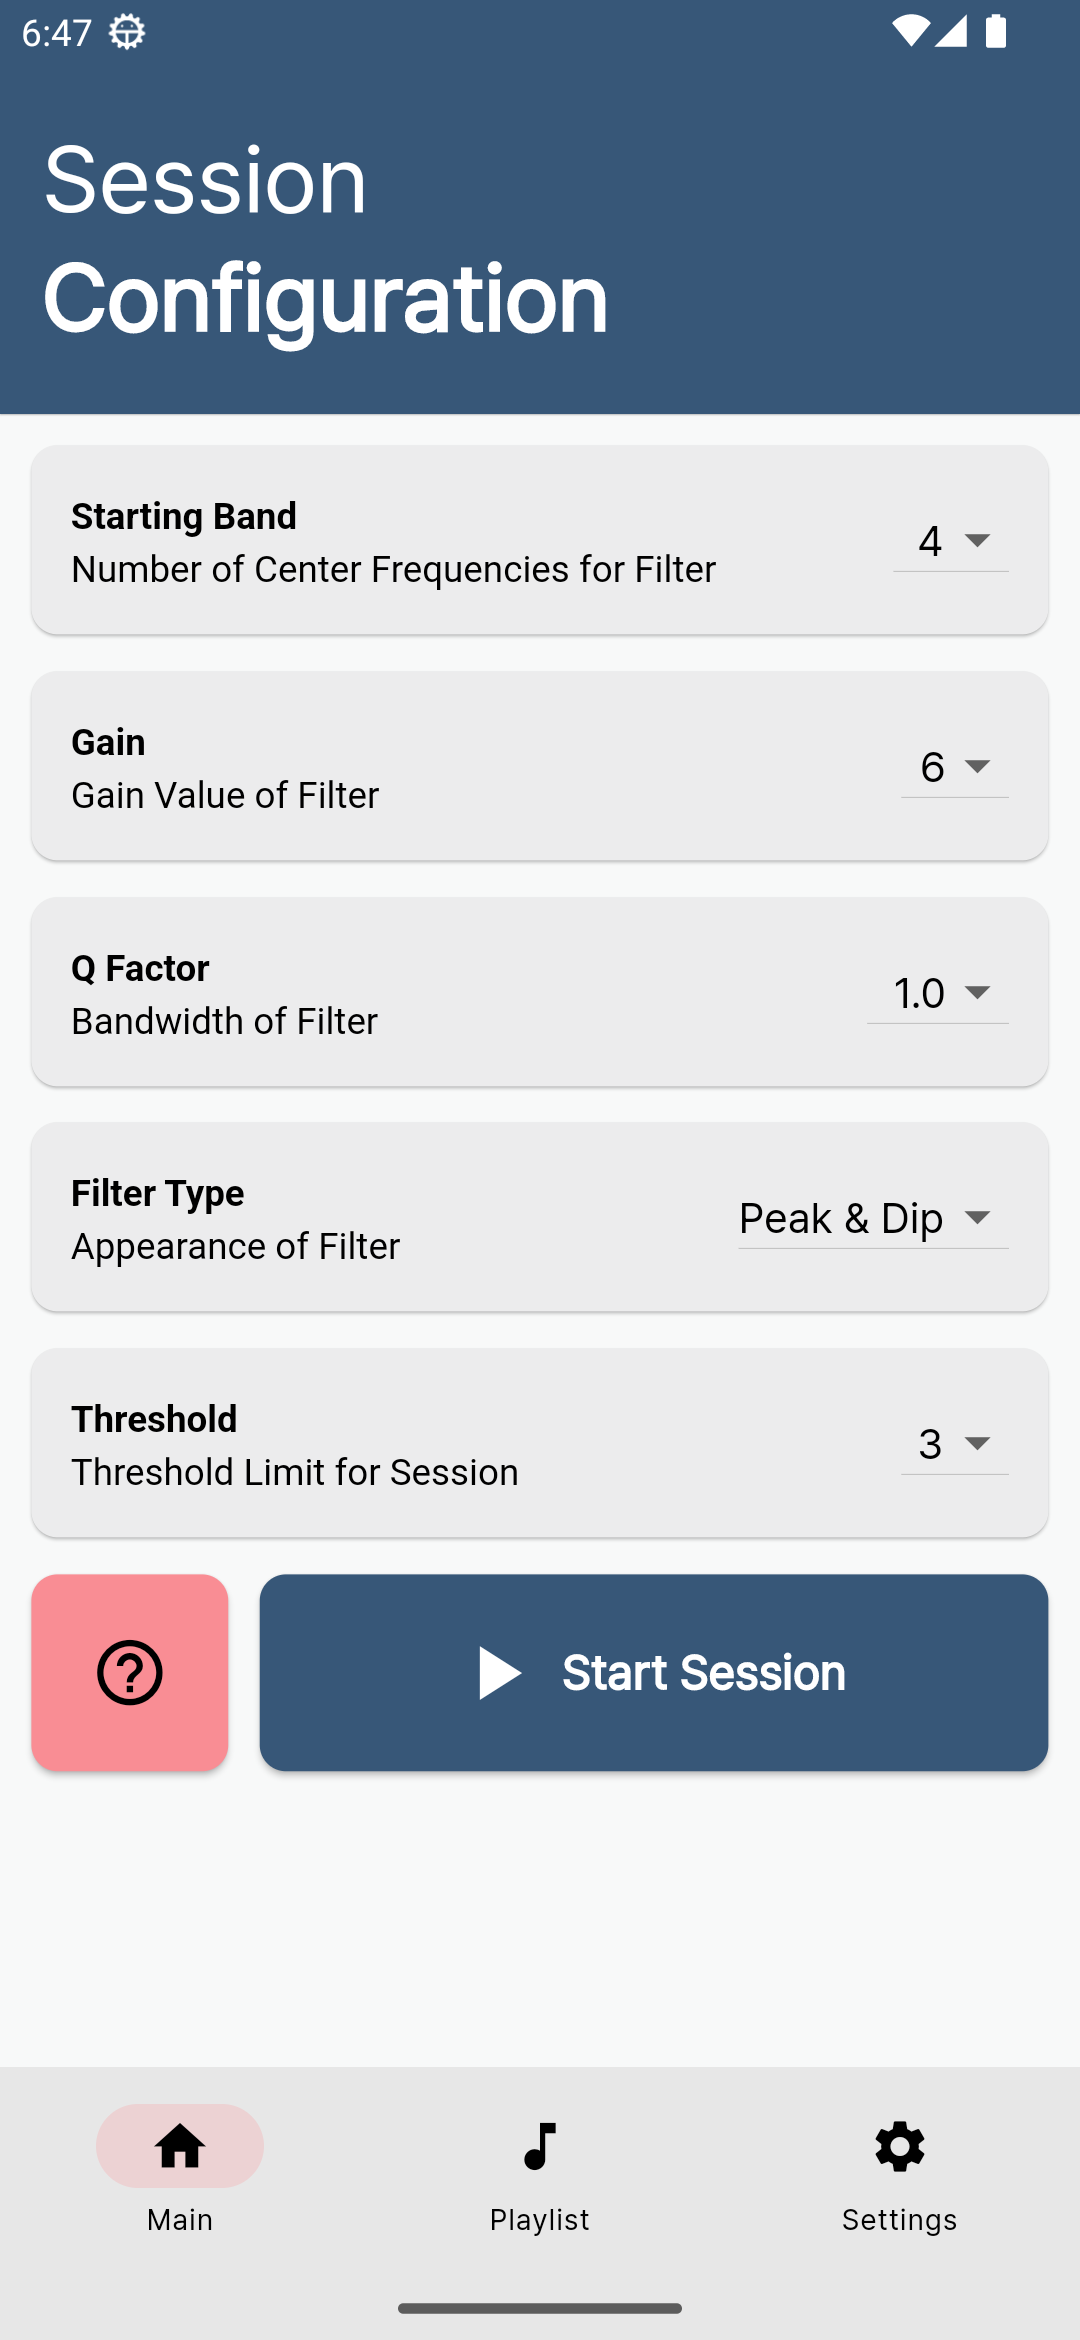 6:47
Session
Configuration
Starting Band
Number of Center Frequencies for Filter
4
Gain
Gain Value of Filter
6
Q Factor
Bandwidth of Filter
1.0
Filter Type
Appearance of Filter
Peak & Dip
Threshold
Threshold Limit for Session
3
Start Session
Main
Playlist
Settings